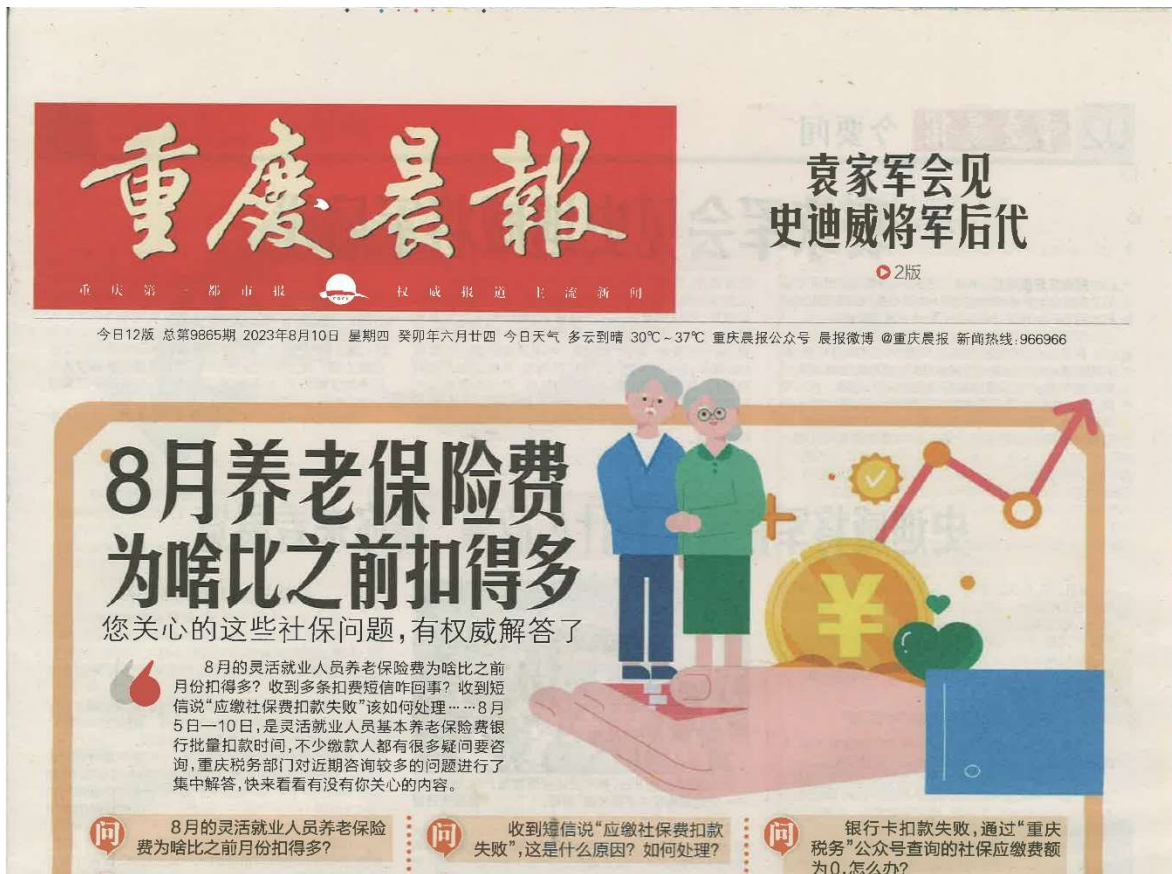 重慶晨報
重庆第一都市报 权威报道 主流新闻
袁家军会见
史迪威将军后代
2版
今日12版 总第9865期 2023年8月10日 星期四 癸卯年六月廿四 今日天气 多云到晴 30℃~37℃ 重庆晨报公众号 晨报微博 @重庆晨报 新闻热线:966966
8月养老保险费
为啥比之前扣得多
您关心的这些社保问题,有权威解答了
8月的灵活就业人员养老保险费为啥比之前
月份扣得多?收到多条扣费短信咋回事?收到短
信说“应缴社保费扣款失败”该如何处理……8月
5日—10日,是灵活就业人员基本养老保险费银
行批量扣款时间,不少缴款人都有很多疑问要咨
询,重庆税务部门对近期咨询较多的问题进行了
集中解答,快来看看有没有你关心的内容。
¥
问
8月的灵活就业人员养老保险
费为啥比之前月份扣得多?
问
收到短信说“应缴社保费扣款
失败”,这是什么原因?如何处理?
问
银行卡扣款失败,通过“重庆
税务”公众号查询的社保应缴费额
为0,怎么办?